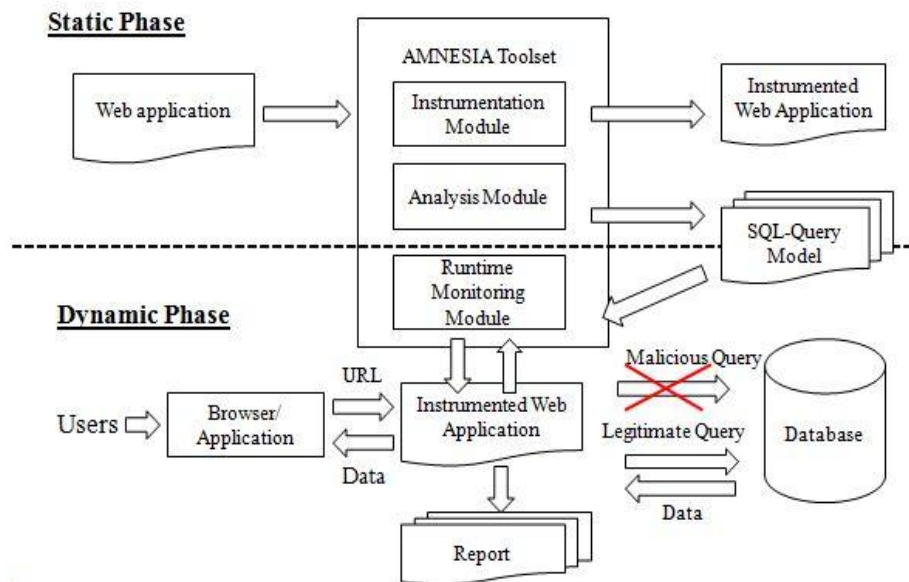 Static Phase
AMNESIA Toolset
Web application
Instrumentation
Module
Instrumented
Web Application
Analysis Module
SQL-Query
Model
Runtime
Monitoring
Module
Dynamic Phase
URL
Malicious Query
Users
Browser/
Application
Instrumented Web
Application
Legitimate Query
Database
Data
Data
Report